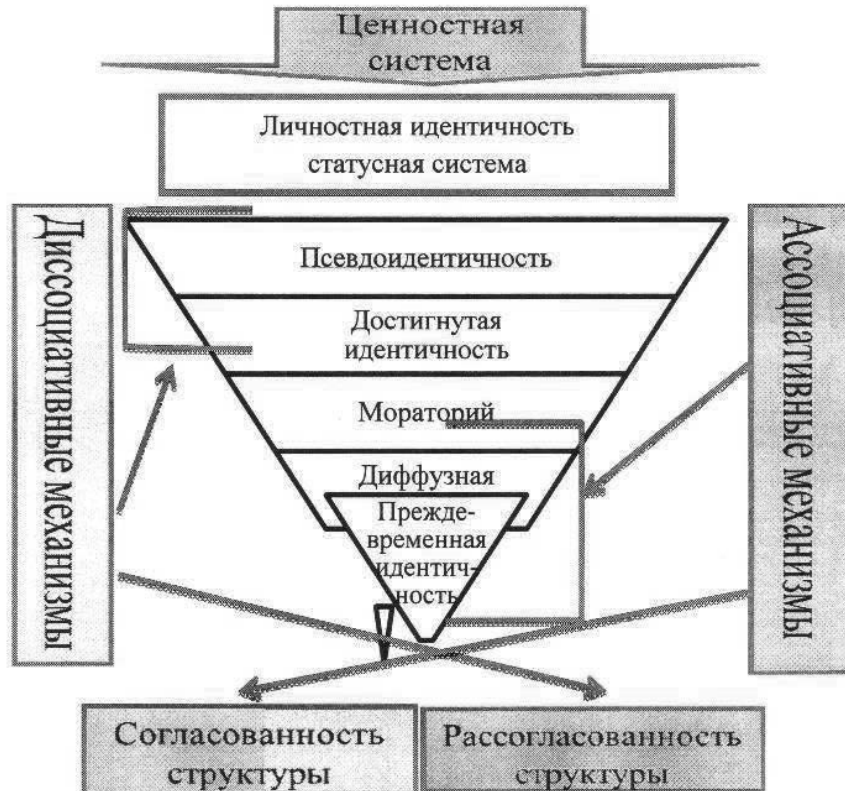 Ценностная
система
Личностная идентичность
статусная система
Диссоциативные механизмы
Ассоциативные механизмы
Псевдоидентичность
Достигнутая
идентичность
Мораторий
Диффузная
Прежде-
временная
идентич-
ность
Согласованность
структуры
Рассогласованность
структуры